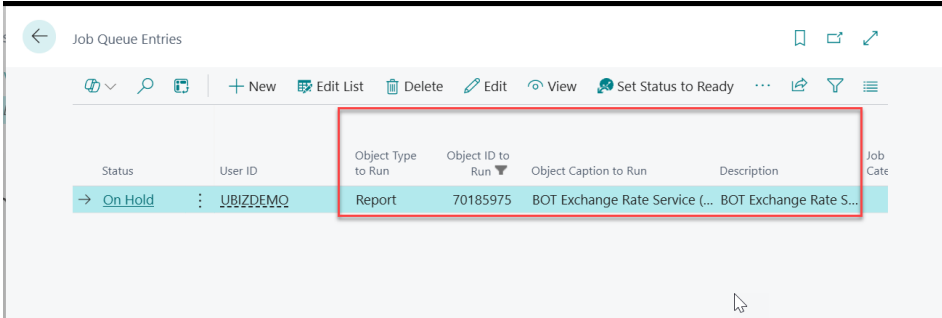 Job Queue Entries
New Edit List Delete Edit View Set Status to Ready ...
Status User ID Object Type to Run Object ID to Run Object Caption to Run Description Job Cate
On Hold UBIZDEMO Report 70185975 BOT Exchange Rate Service (... BOT Exchange Rate S...